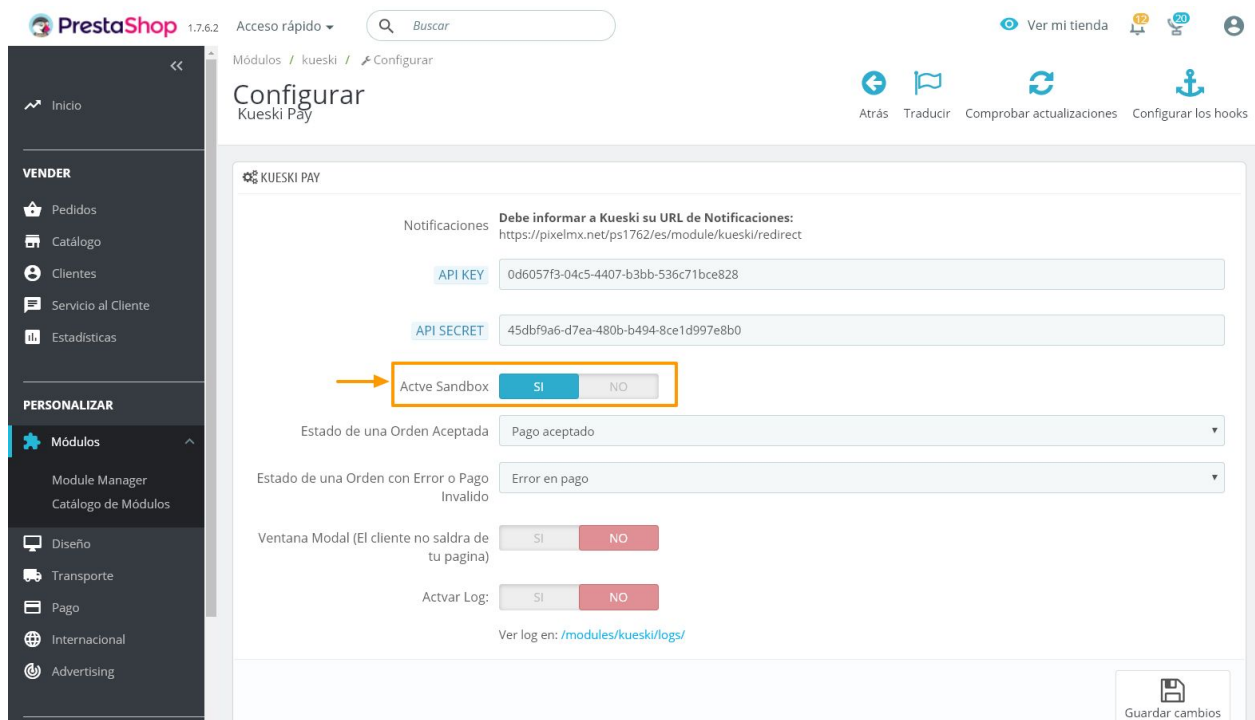 PrestaShop 1.7.6.2 Acceso rápido Buscar Ver mi tienda 12 20
Módulos / kueski / Configurar
Configurar
Kueski Pay
Atrás Traducir Comprobar actualizaciones Configurar los hooks
Inicio
VENDER
Pedidos
Catálogo
Clientes
Servicio al Cliente
Estadísticas
PERSONALIZAR
Módulos
Module Manager
Catálogo de Módulos
Diseño
Transporte
Pago
Internacional
Advertising
KUESKI PAY
Notificaciones
Debe informar a Kueski su URL de Notificaciones:
https://pixelmx.net/ps1762/es/module/kueski/redirect
API KEY 0d6057f3-04c5-4407-b3bb-536c71bce828
API SECRET 45dbf9a6-d7ea-480b-b494-8ce1d997e8b0
Actve Sandbox SI NO
Estado de una Orden Aceptada Pago aceptado
Estado de una Orden con Error o Pago
Invalido
Error en pago
Ventana Modal (El cliente no saldra de
tu pagina)
SI NO
Actvar Log: SI NO
Ver log en: /modules/kueski/logs/
Guardar cambios